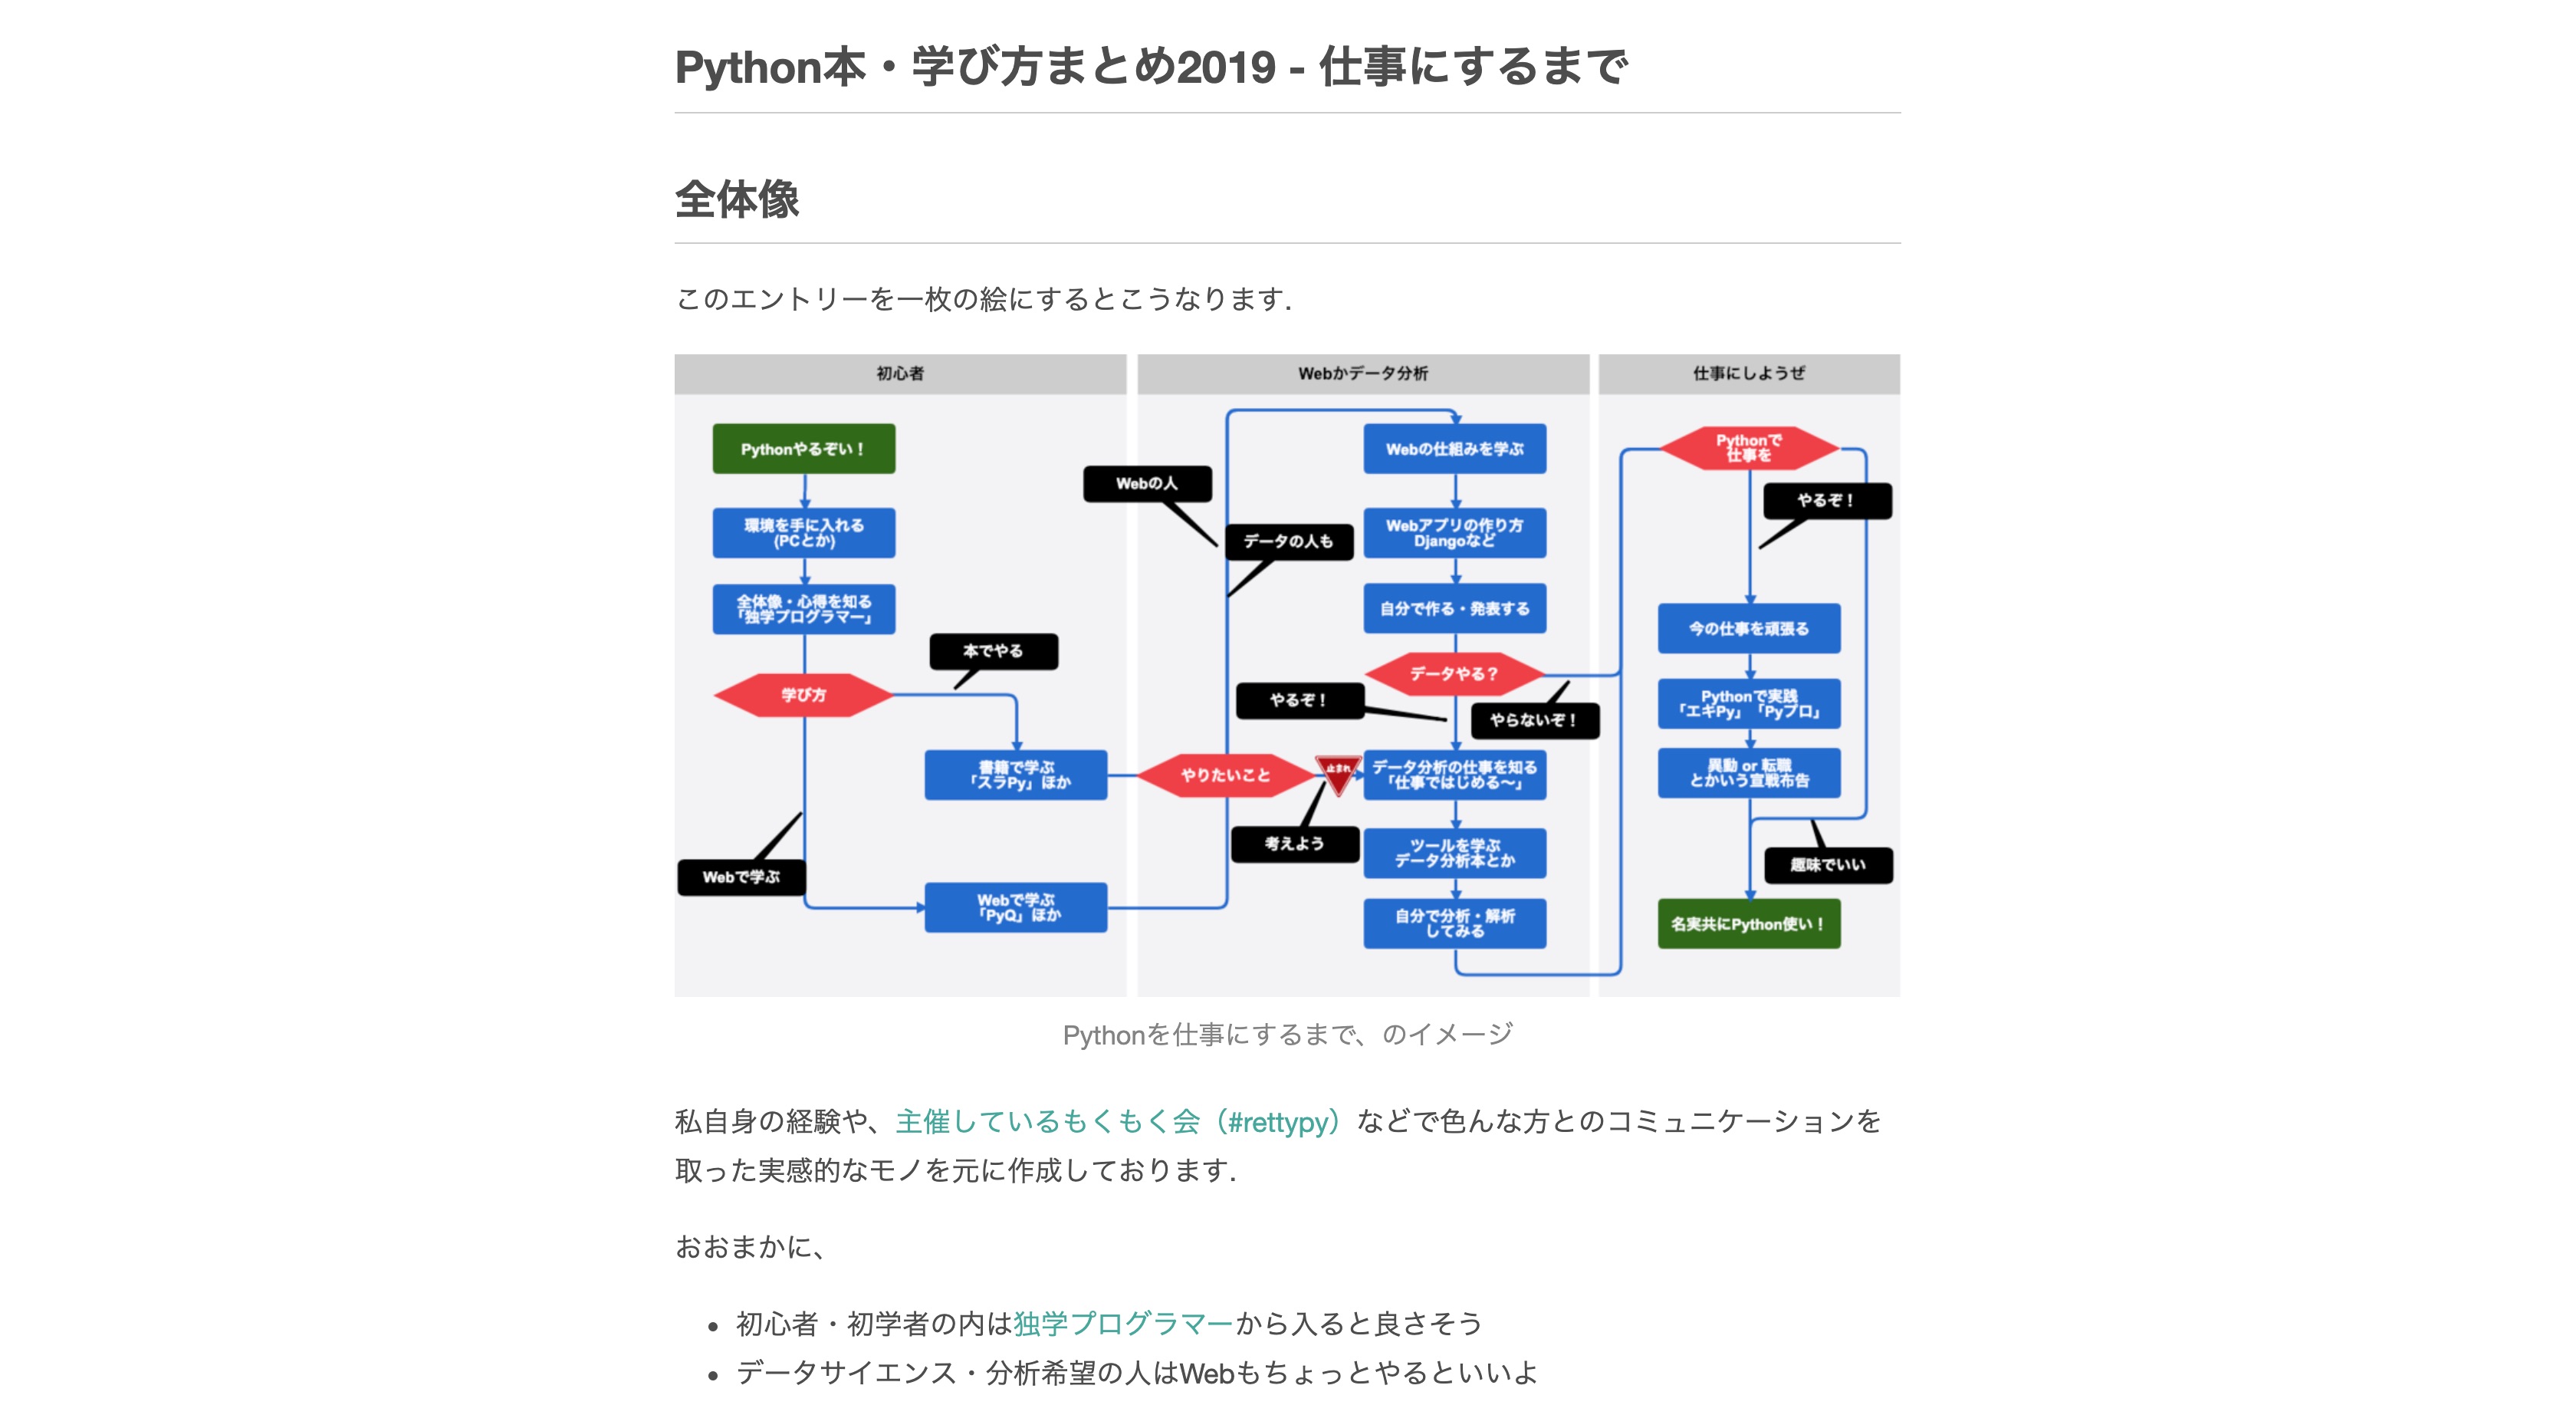 Python本・学び方まとめ2019 - 仕事にするまで
全体像
このエントリーを一枚の絵にするとこうなります.
初心者
Pythonやるぞい！
環境を手に入れる
(PCとか)
全体像・心得を知る
「独学プログラマー」
本でやる
学び方
書籍で学ぶ
「スラPy」ほか
Webで学ぶ
Webで学ぶ
「PyQ」ほか
Webかデータ分析
Webの人
データの人も
Webの仕組みを学ぶ
Webアプリの作り方
Djangoなど
自分で作る・発表する
データやる？
やるぞ！
やらないぞ！
やりたいこと
止まれ
考えよう
データ分析の仕事を知る
「仕事ではじめる〜」
ツールを学ぶ
データ分析本とか
自分で分析・解析
してみる
仕事にしようぜ
Pythonで
仕事を
やるぞ！
今の仕事を頑張る
Pythonで実践
「エキPy」「Pyプロ」
異動 or 転職
とかいう宣戦布告
趣味でいい
名実共にPython使い！
Pythonを仕事にするまで、のイメージ
私自身の経験や、主催しているもくもく会（#rettypy）などで色んな方とのコミュニケーションを
取った実感的なモノを元に作成しております.
おおまかに、
• 初心者・初学者の内は独学プログラマーから入ると良さそう
• データサイエンス・分析希望の人はWebもちょっとやるといいよ